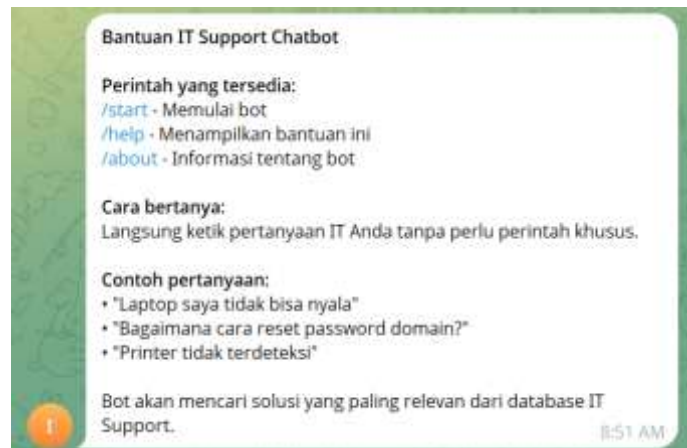 Bantuan IT Support Chatbot
Perintah yang tersedia:
/start - Memulai bot
/help - Menampilkan bantuan ini
/about - Informasi tentang bot
Cara bertanya:
Langsung ketik pertanyaan IT Anda tanpa perlu perintah khusus.
Contoh pertanyaan:
• "Laptop saya tidak bisa nyala"
• "Bagaimana cara reset password domain?"
• "Printer tidak terdeteksi"
Bot akan mencari solusi yang paling relevan dari database IT
Support.
8:51 AM